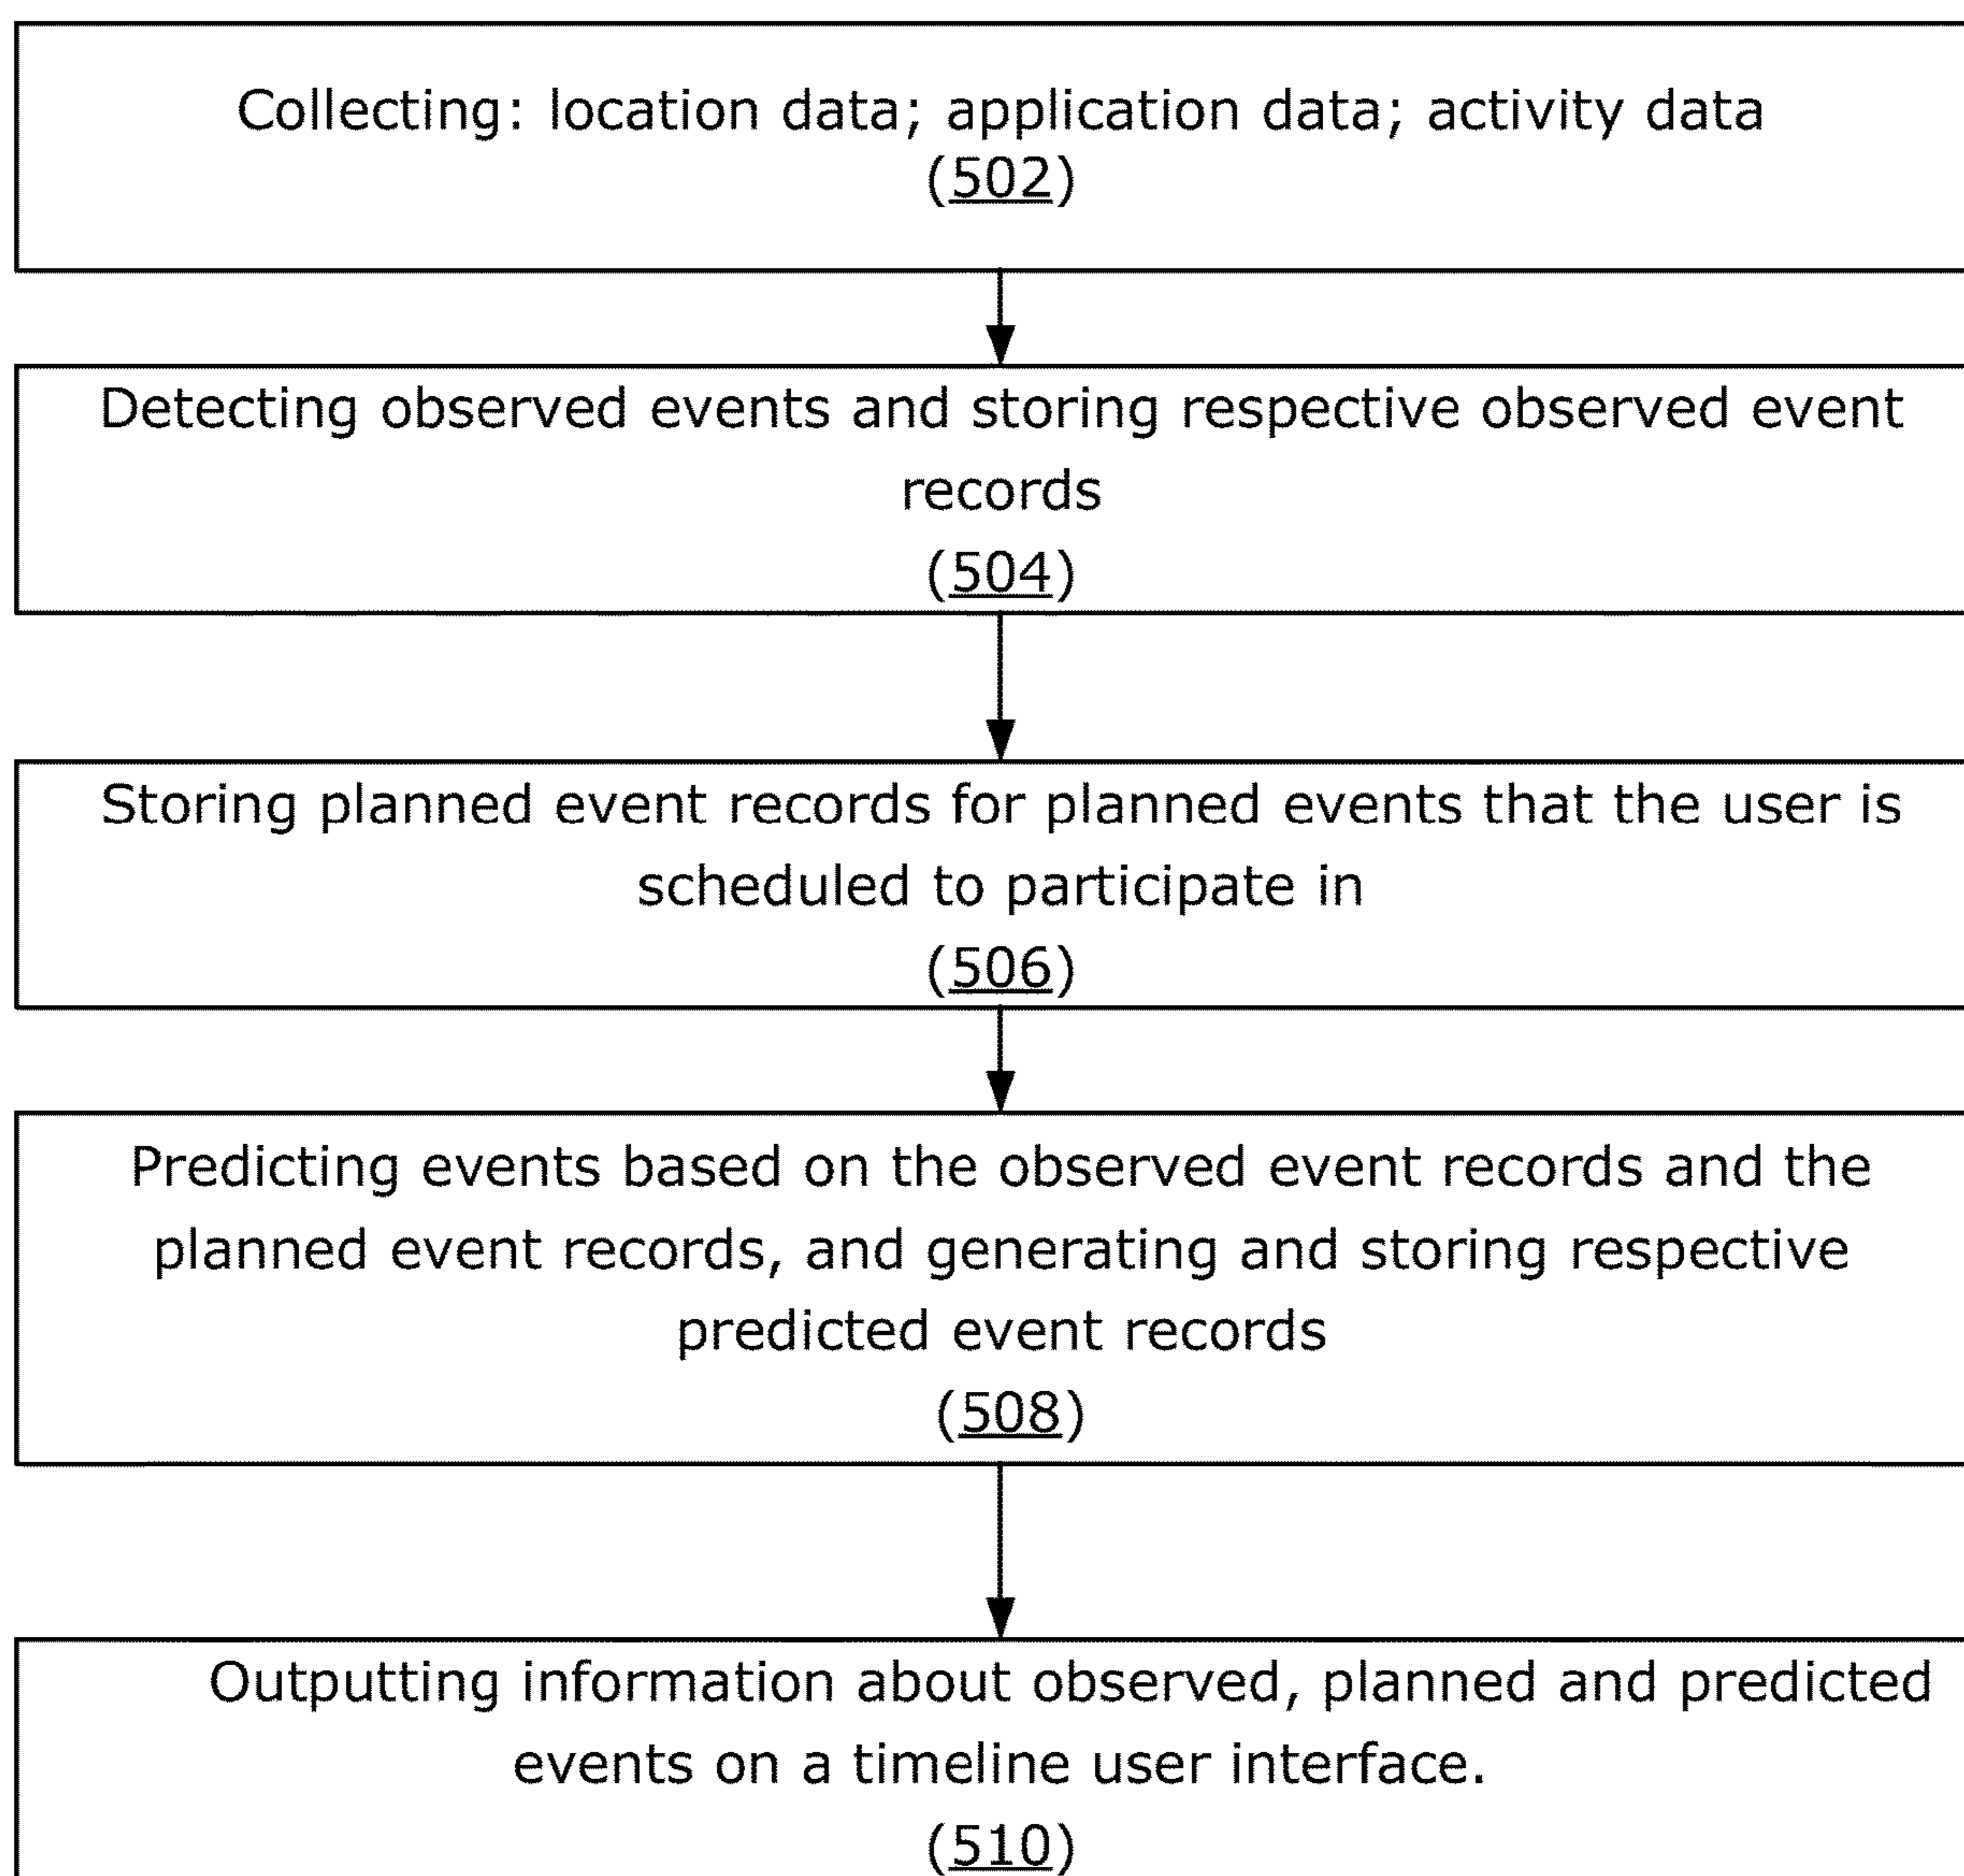 Collecting: location data; application data; activity data
(502)
Detecting observed events and storing respective observed event
records
(504)
Storing planned event records for planned events that the user is
scheduled to participate in
(506)
Predicting events based on the observed event records and the
planned event records, and generating and storing respective
predicted event records
(508)
Outputting information about observed, planned and predicted
events on a timeline user interface.
(510)